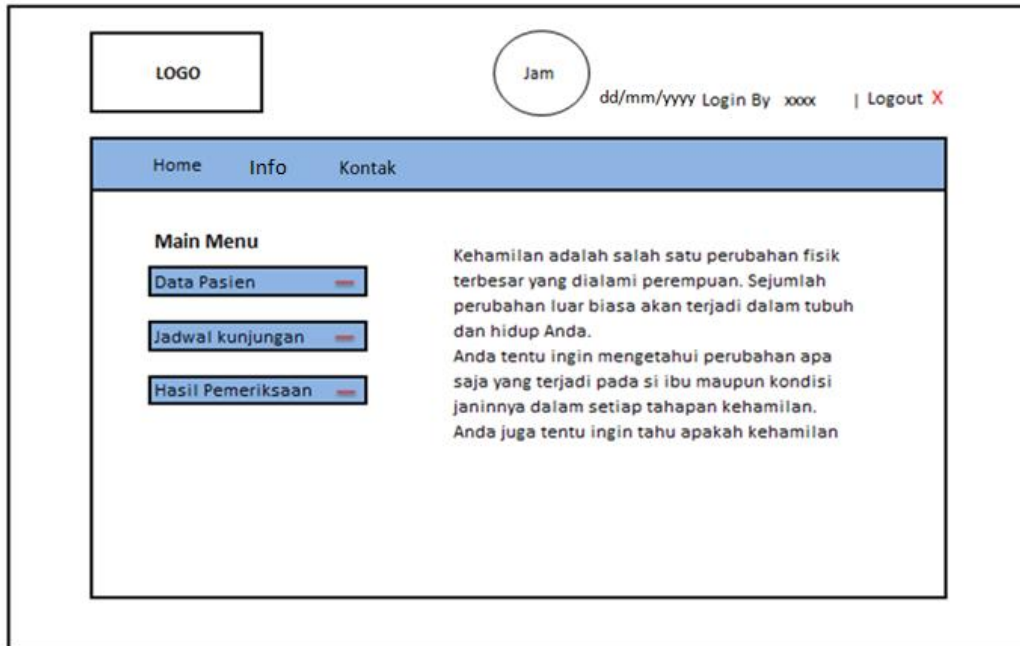 LOGO
Jam
dd/mm/yyyy Login By xxxx | Logout X
Home Info Kontak
Main Menu
Data Pasien
Jadwal kunjungan
Hasil Pemeriksaan
Kehamilan adalah salah satu perubahan fisik
terbesar yang dialami perempuan. Sejumlah
perubahan luar biasa akan terjadi dalam tubuh
dan hidup Anda.
Anda tentu ingin mengetahui perubahan apa
saja yang terjadi pada si ibu maupun kondisi
janinnya dalam setiap tahapan kehamilan.
Anda juga tentu ingin tahu apakah kehamilan